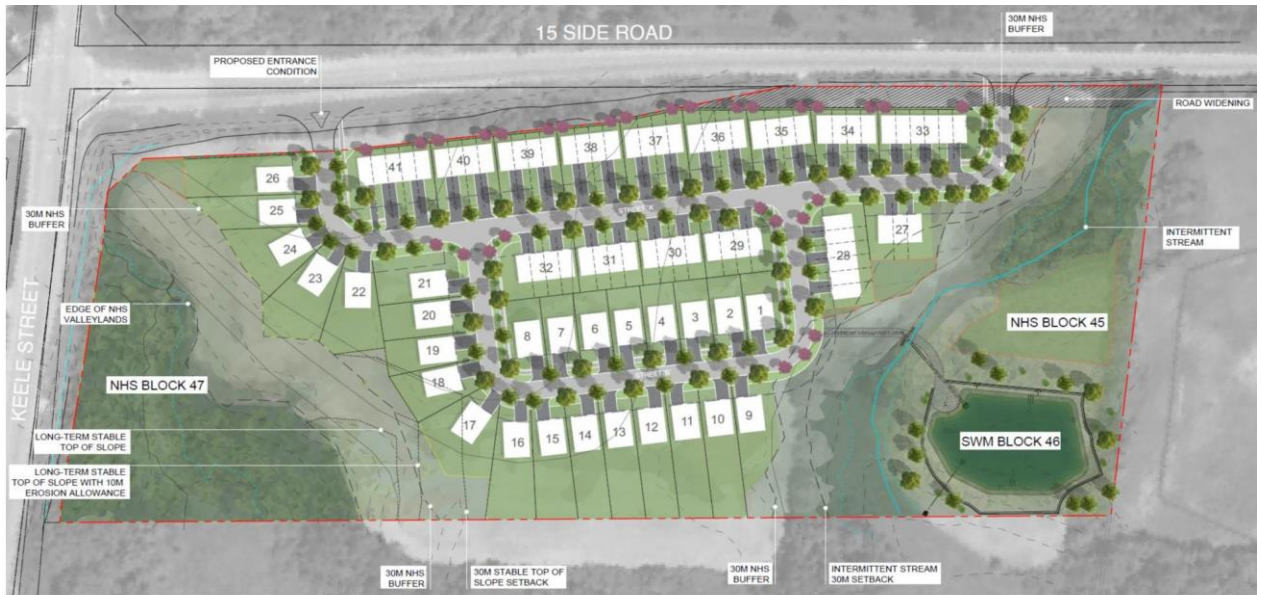 30M NHS
BUFFER
15 SIDE ROAD
PROPOSED ENTRANCE
CONDITION
ROAD WIDENING
37
36
35
34
33
38
39
40
41
26
25
24
23
22
30M NHS
BUFFER
STREET 'A'
27
INTERMITTENT
STREAM
28
29
30
31
32
21
20
19
18
17
KEELE STREET
EDGE OF NHS
VALLEYLANDS
8
7
6
5
4
3
2
1
NHS BLOCK 45
NHS BLOCK 47
STREET 'B'
16
15
14
13
12
11
10
9
SWM BLOCK 46
LONG-TERM STABLE
TOP OF SLOPE
LONG-TERM STABLE
TOP OF SLOPE WITH 10M
EROSION ALLOWANCE
30M NHS
BUFFER
30M STABLE TOP OF
SLOPE SETBACK
30M NHS
BUFFER
INTERMITTENT STREAM
30M SETBACK